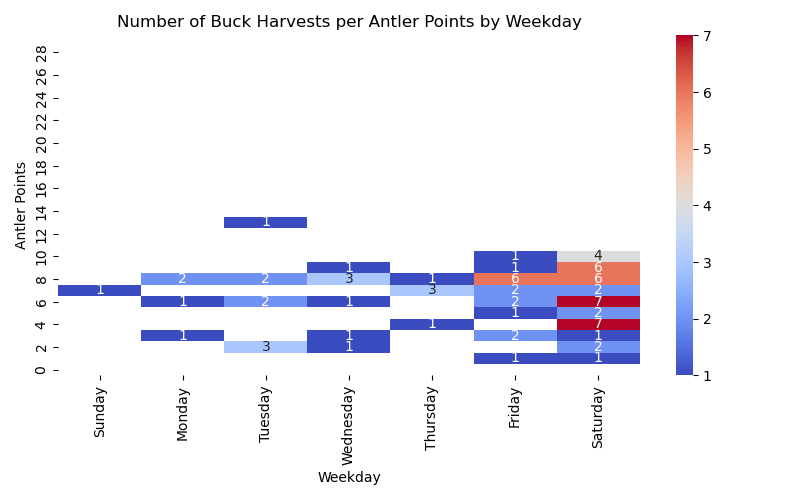 Number of Buck Harvests per Antler Points by Weekday
7
28
26
24
6
22
20
5
18
16
Antler Points
14
1
4
12
10
1 4
1 1 6
3
8
2 2 3 1 6 6
1 3 2 2
6
1 2 1 2 7
1 2
2
4
1 7
1 1 2 1
2
3 1 2
1 1
0
1
Sunday
Monday
Tuesday
Wednesday
Thursday
Friday
Saturday
Weekday